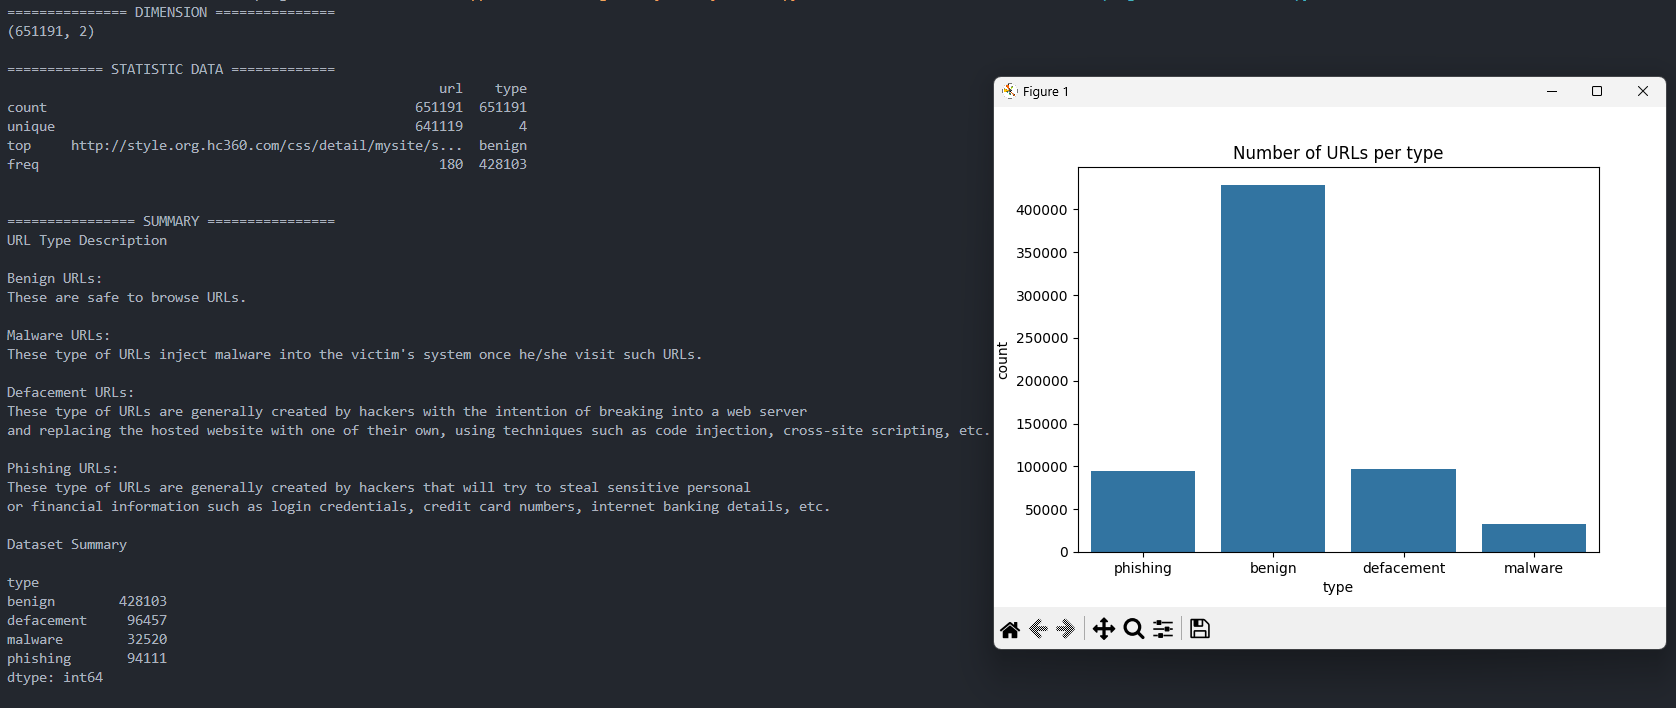 =============== DIMENSION ===============
(651191, 2)
============ STATISTIC DATA =============
url type
count 651191 651191
unique 641119 4
top http://style.org.hc360.com/css/detail/mysite/s... benign
freq 180 428103
================ SUMMARY ================
URL Type Description
Benign URLs:
These are safe to browse URLs.
Malware URLs:
These type of URLs inject malware into the victim's system once he/she visit such URLs.
Defacement URLs:
These type of URLs are generally created by hackers with the intention of breaking into a web server
and replacing the hosted website with one of their own, using techniques such as code injection, cross-site scripting, etc.
Phishing URLs:
These type of URLs are generally created by hackers that will try to steal sensitive personal
or financial information such as login credentials, credit card numbers, internet banking details, etc.
Dataset Summary
type
benign 428103
defacement 96457
malware 32520
phishing 94111
dtype: int64
Figure 1
Number of URLs per type
400000
350000
300000
250000
200000
150000
100000
50000
0
count
phishing benign defacement malware
type